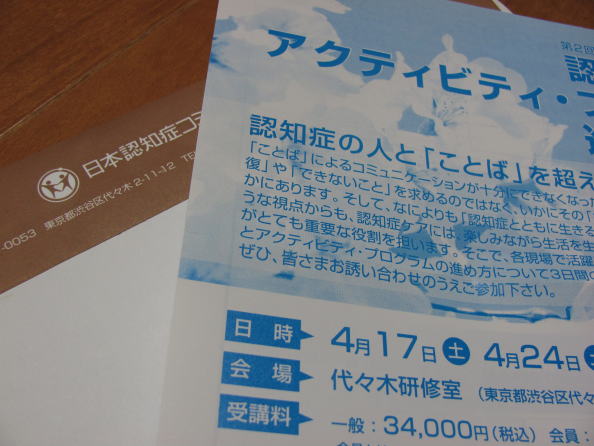 第2回
認
アクティビティ・プ
進
認知症の人と「ことば」を超え
「ことば」によるコミュニケーションが十分にできなくなった
復」や「できないこと」を求めるのではなく、いかにその「
かにあります。そして、なによりも「認知症とともに生きる
うな視点からも、認知症ケアには、楽しみながら生活を生
がとても重要な役割を担います。そこで、各現場で活躍
とアクティビティ・プログラムの進め方について3日間の
ぜひ、皆さまお誘い合わせのうえご参加下さい。
日時 4月17日土 4月24日
会場 代々木研修室 (東京都渋谷区代々
受講料 一般:34,000円(税込) 会員:
日本認知症コミ
-0053 東京都渋谷区代々木2-11-12 TE